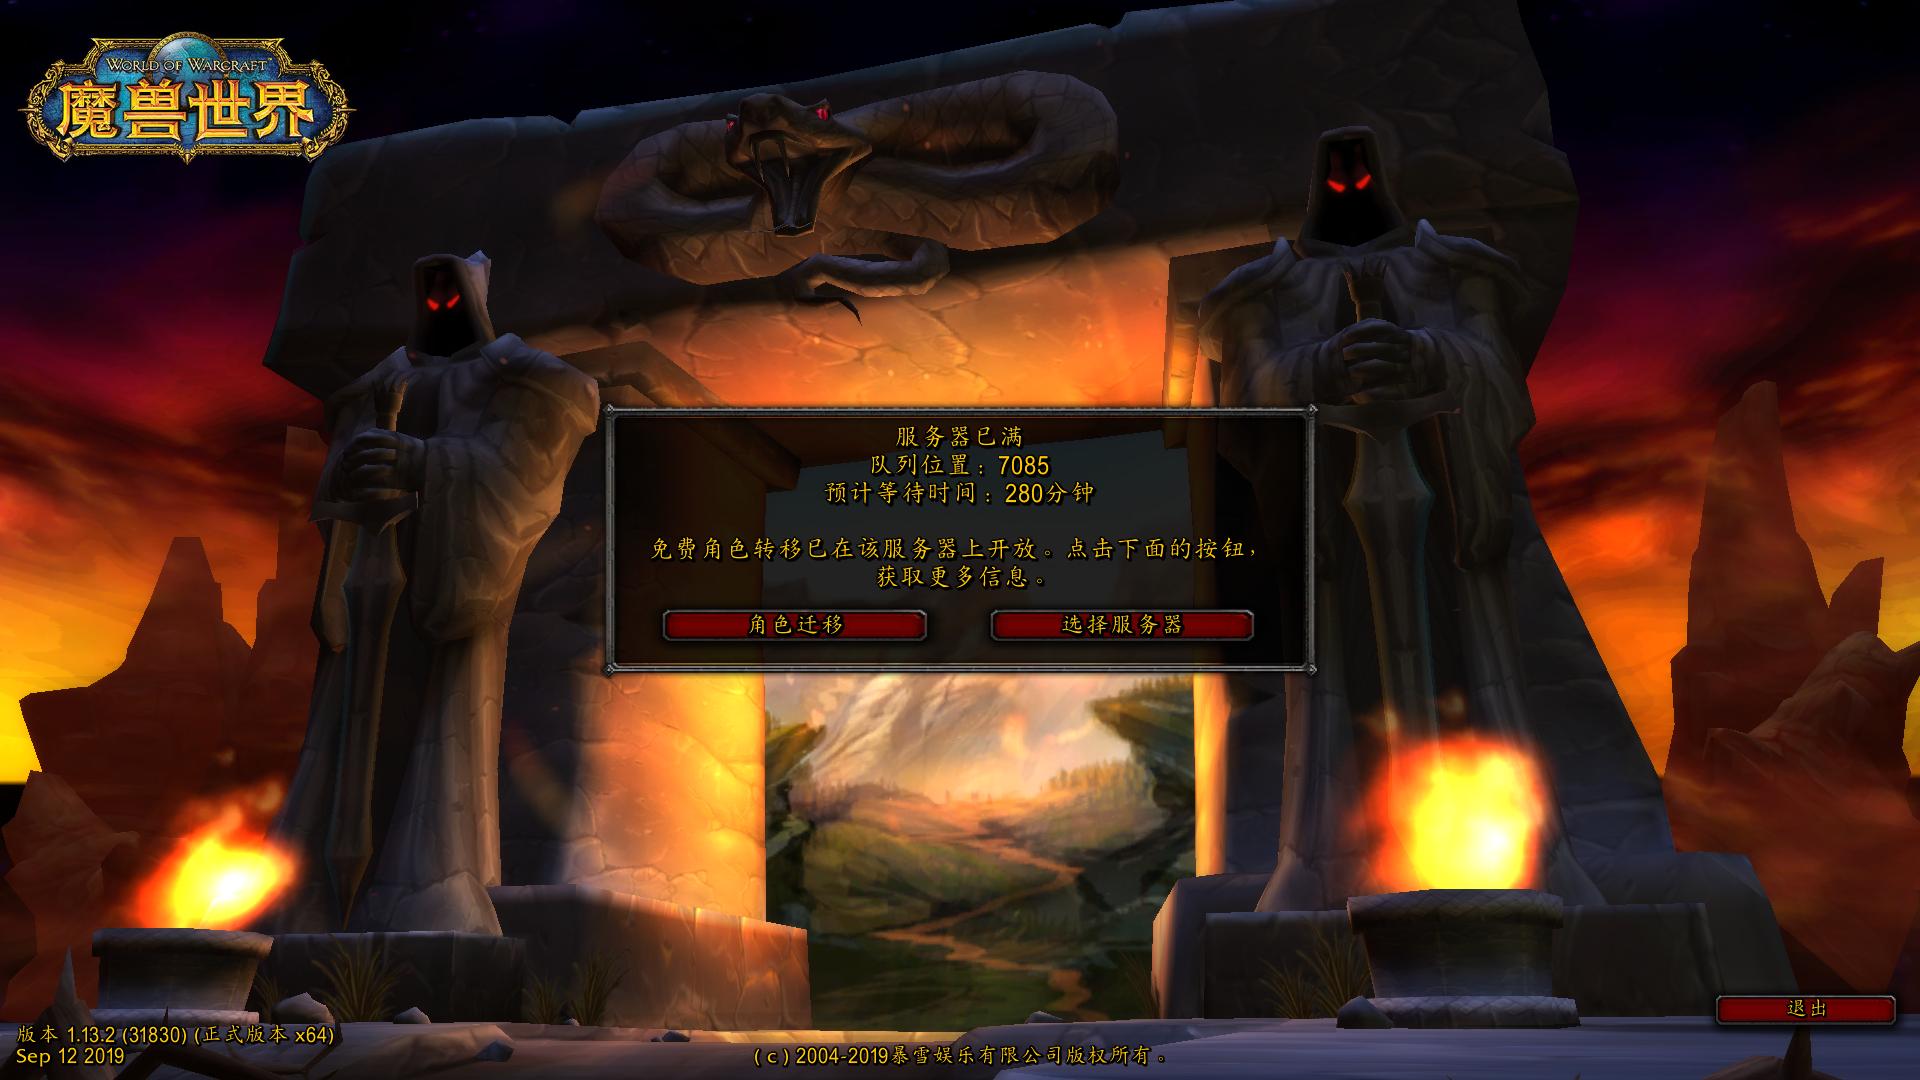 WORLD OF WARCRAFT
魔兽世界
服务器已满
队列位置：7085
预计等待时间：280分钟
免费角色转移已在该服务器上开放。点击下面的按钮，
获取更多信息。
角色迁移
选择服务器
退出
版本 1.13.2 (31830) (正式版本 x64)
Sep 12 2019
(c) 2004-2019暴雪娱乐有限公司版权所有。